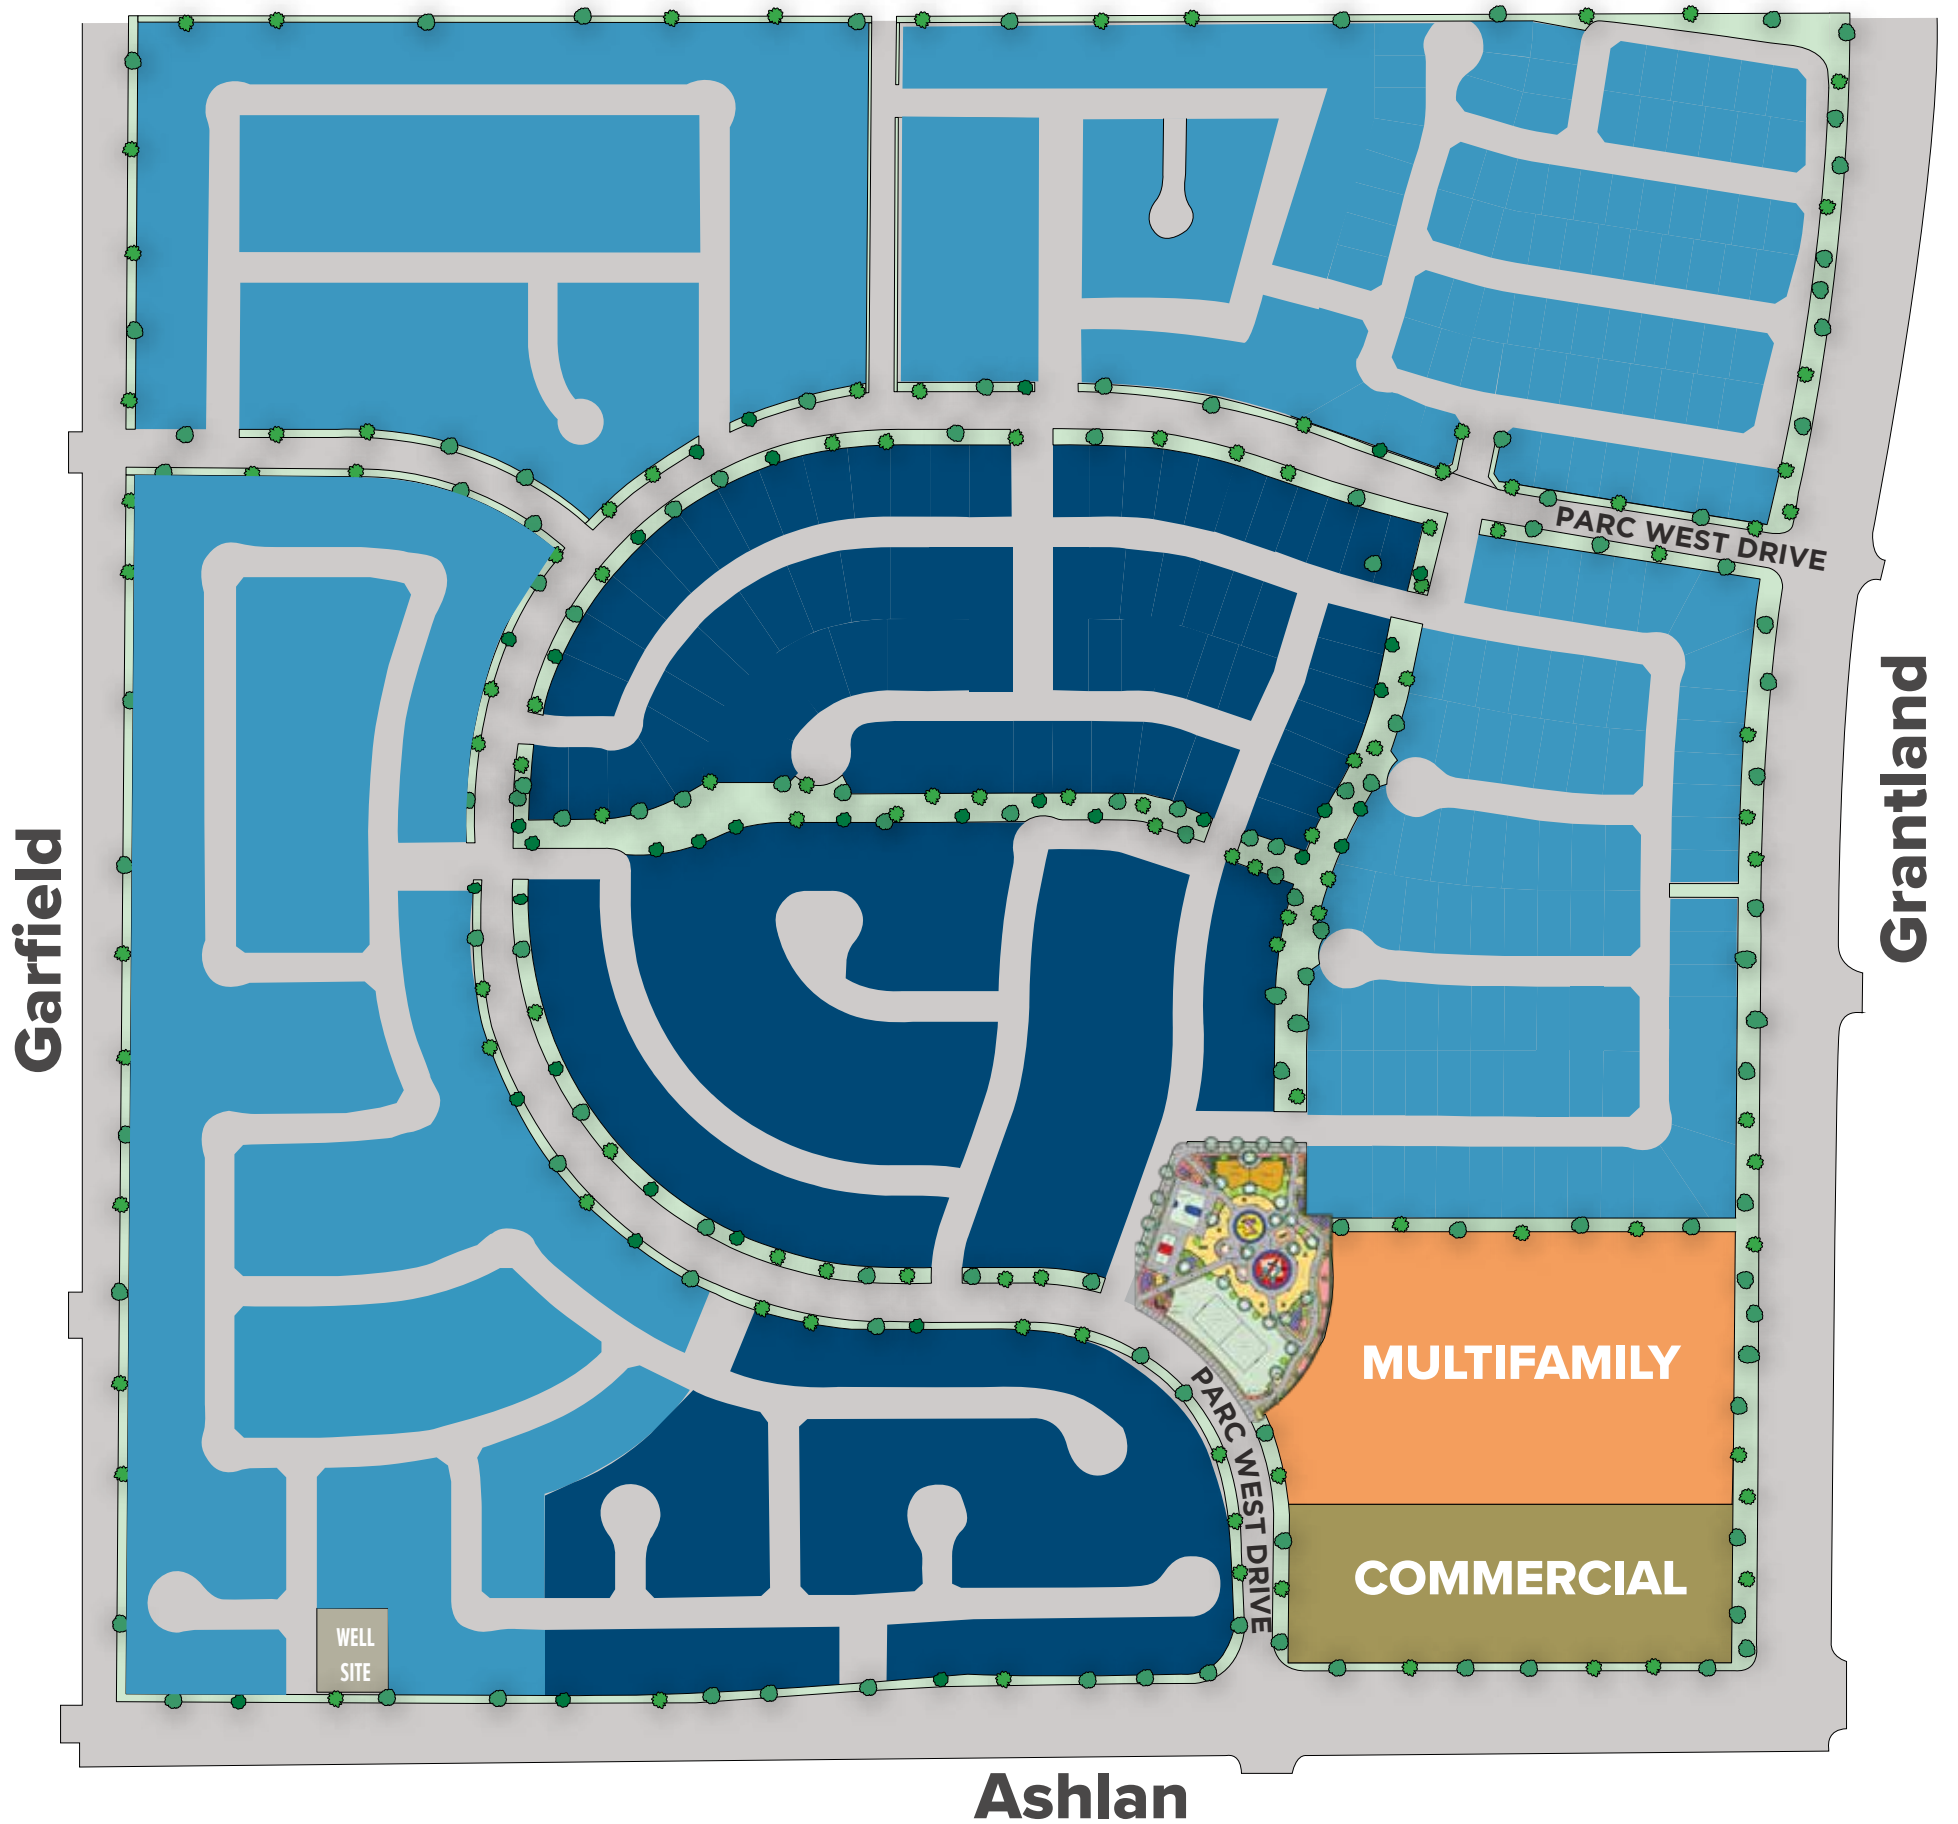 PARC WEST DRIVE
Garfield
Grantland
MULTIFAMILY
PARC WEST DRIVE
COMMERCIAL
WELL
SITE
Ashlan